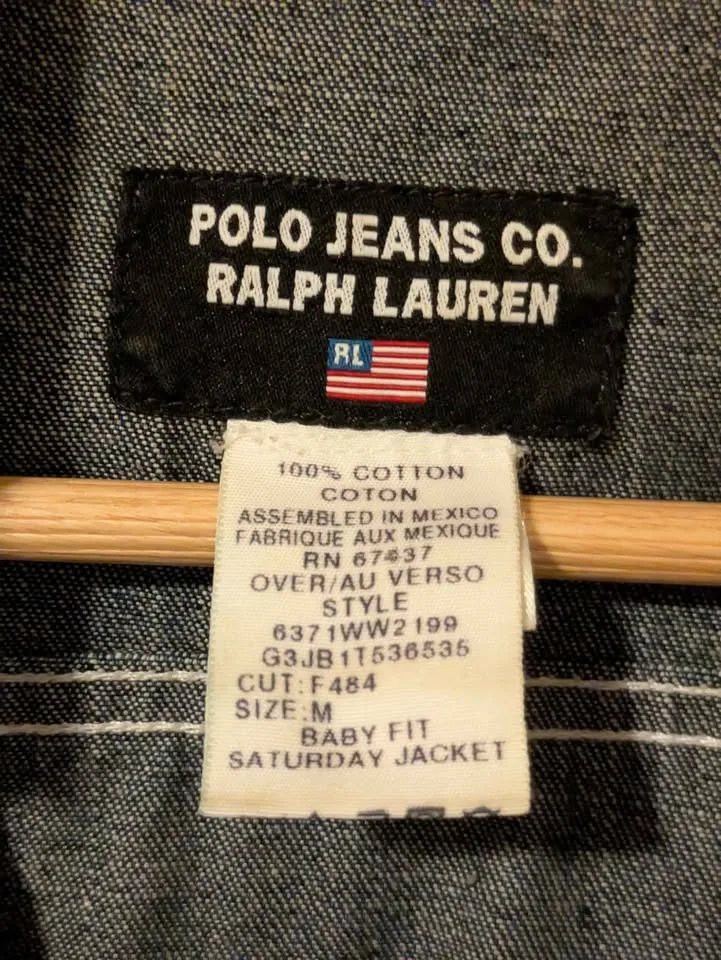 POLO JEANS CO.
RALPH LAUREN
RL
100% COTTON
COTON
ASSEMBLED IN MEXICO
FABRIQUE AUX MEXIQUE
RN 67437
OVER/AU VERSO
STYLE
6371WW2199
G3JB1T536535
CUT:F484
SIZE:M
BABY FIT
SATURDAY JACKET